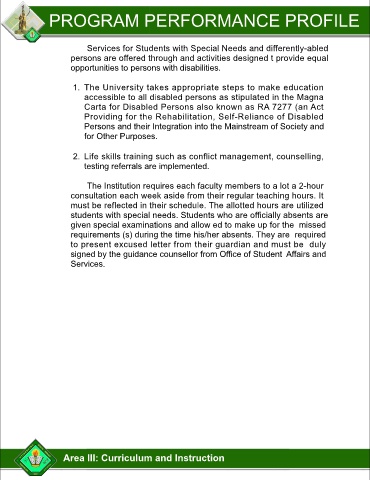 PROGRAM PERFORMANCE PROFILE
Services for Students with Special Needs and differently-abled
persons are offered through and activities designed t provide equal
opportunities to persons with disabilities.
1. The University takes appropriate steps to make education
accessible to all disabled persons as stipulated in the Magna
Carta for Disabled Persons also known as RA 7277 (an Act
Providing for the Rehabilitation, Self-Reliance of Disabled
Persons and their Integration into the Mainstream of Society and
for Other Purposes.
2. Life skills training such as conflict management, counselling,
testing referrals are implemented.
The Institution requires each faculty members to a lot a 2-hour
consultation each week aside from their regular teaching hours. It
must be reflected in their schedule. The allotted hours are utilized
students with special needs. Students who are officially absents are
given special examinations and allow ed to make up for the missed
requirements (s) during the time his/her absents. They are required
to present excused letter from their guardian and must be duly
signed by the guidance counsellor from Office of Student Affairs and
Services.
Area III: Curriculum and Instruction